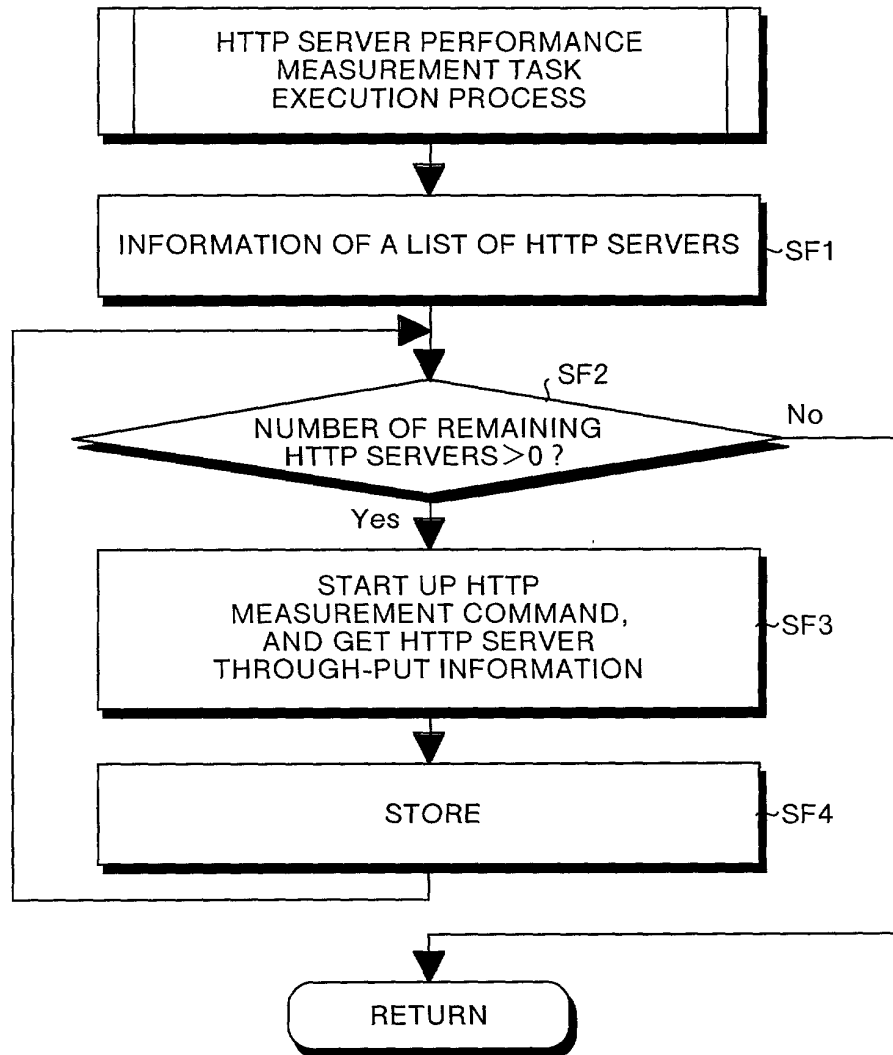 HTTP SERVER PERFORMANCE
MEASUREMENT TASK
EXECUTION PROCESS
INFORMATION OF A LIST OF HTTP SERVERS
SF1
SF2
NUMBER OF REMAINING
HTTP SERVERS>0 ?
No
Yes
START UP HTTP
MEASUREMENT COMMAND,
AND GET HTTP SERVER
THROUGH-PUT INFORMATION
SF3
STORE
SF4
RETURN